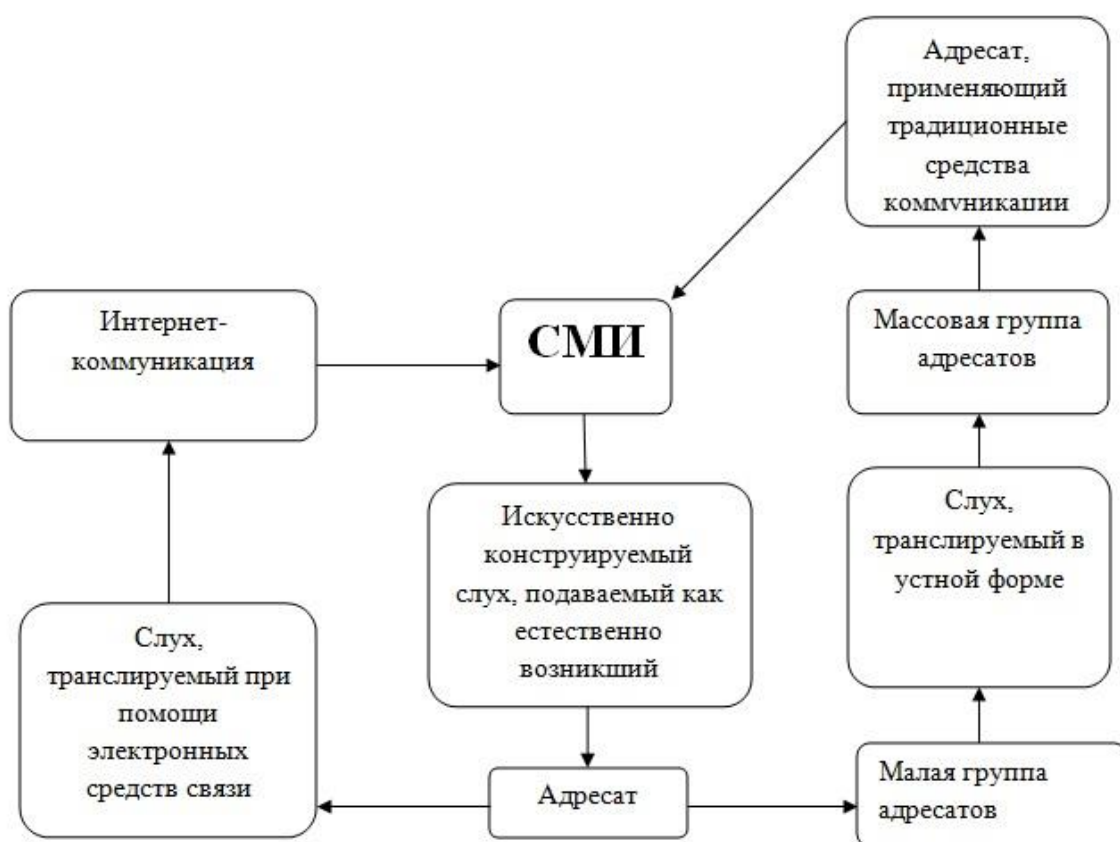 Адресат,
применяющий
традиционные
средства
коммуникации
Интернет-
коммуникация
СМИ
Массовая группа
адресатов
Искусственно
конструируемый
слух, подаваемый как
естественно
возникший
Слух,
транслируемый в
устной форме
Слух,
транслируемый при
помощи
электронных
средств связи
Адресат
Малая группа
адресатов